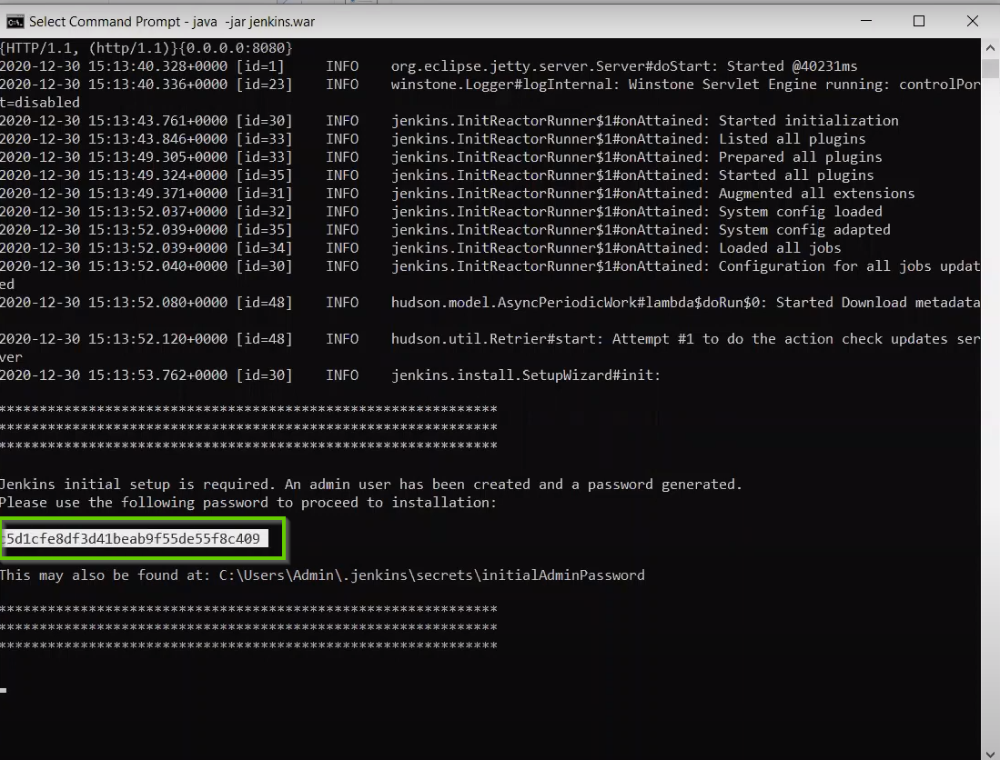 Select Command Prompt - java -jar jenkins.war
{HTTP/1.1, (http/1.1)}{0.0.0.0:8080}
2020-12-30 15:13:40.328+0000 [id=1] INFO org.eclipse.jetty.server.Server#doStart: Started @40231ms
2020-12-30 15:13:40.336+0000 [id=23] INFO winstone.Logger#logInternal: Winstone Servlet Engine running: controlPor
t=disabled
2020-12-30 15:13:43.761+0000 [id=30] INFO jenkins.InitReactorRunner$1#onAttained: Started initialization
2020-12-30 15:13:43.846+0000 [id=33] INFO jenkins.InitReactorRunner$1#onAttained: Listed all plugins
2020-12-30 15:13:49.305+0000 [id=33] INFO jenkins.InitReactorRunner$1#onAttained: Prepared all plugins
2020-12-30 15:13:49.324+0000 [id=35] INFO jenkins.InitReactorRunner$1#onAttained: Started all plugins
2020-12-30 15:13:49.371+0000 [id=31] INFO jenkins.InitReactorRunner$1#onAttained: Augmented all extensions
2020-12-30 15:13:52.037+0000 [id=32] INFO jenkins.InitReactorRunner$1#onAttained: System config loaded
2020-12-30 15:13:52.039+0000 [id=35] INFO jenkins.InitReactorRunner$1#onAttained: System config adapted
2020-12-30 15:13:52.039+0000 [id=34] INFO jenkins.InitReactorRunner$1#onAttained: Loaded all jobs
2020-12-30 15:13:52.040+0000 [id=30] INFO jenkins.InitReactorRunner$1#onAttained: Configuration for all jobs updat
ed
2020-12-30 15:13:52.080+0000 [id=48] INFO hudson.model.AsyncPeriodicWork#lambda$doRun$0: Started Download metadata
2020-12-30 15:13:52.120+0000 [id=48] INFO hudson.util.Retrier#start: Attempt #1 to do the action check updates ser
ver
2020-12-30 15:13:53.762+0000 [id=30] INFO jenkins.install.SetupWizard#init:
*************************************************************
*************************************************************
*************************************************************
Jenkins initial setup is required. An admin user has been created and a password generated.
Please use the following password to proceed to installation:
c5d1cfe8df3d41beab9f55de55f8c409
This may also be found at: C:\Users\Admin\.jenkins\secrets\initialAdminPassword
*************************************************************
*************************************************************
*************************************************************